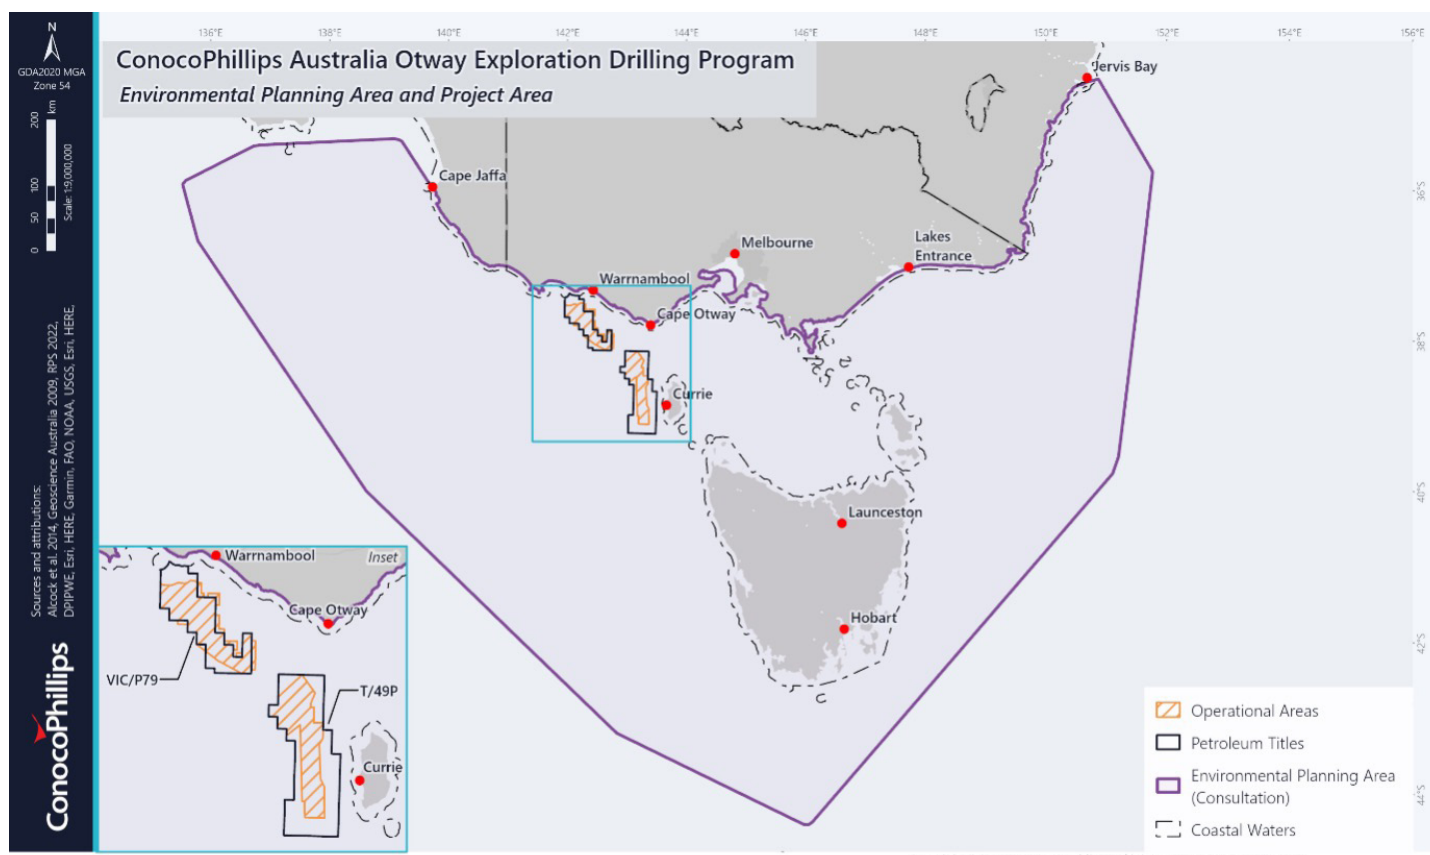 136°E 138°E 140°E 142°E 144°E 146°E 148°E 150°E 152°E 154°E 156°E
ConocoPhillips Australia Otway Exploration Drilling Program
Environmental Planning Area and Project Area
N
GDA2020 MGA
Zone 54
0 50 100 200
km
Scale: 1:9,000,000
Sources and attributions:
Alcock et al. 2014, Geoscience Australia 2009, RPS 2022,
DPIPWE, Esri, HERE, Garmin, FAO, NOAA, USGS, Esri, HERE,
ConocoPhillips
Jervis Bay
Cape Jaffa
36°S
Lakes
Entrance
Melbourne
Warrnambool
Cape Otway
38°S
Currie
40°S
Launceston
Hobart
42°S
44°S
Inset
Warrnambool
Cape Otway
VIC/P79
T/49P
Currie
Operational Areas
Petroleum Titles
Environmental Planning Area
(Consultation)
Coastal Waters